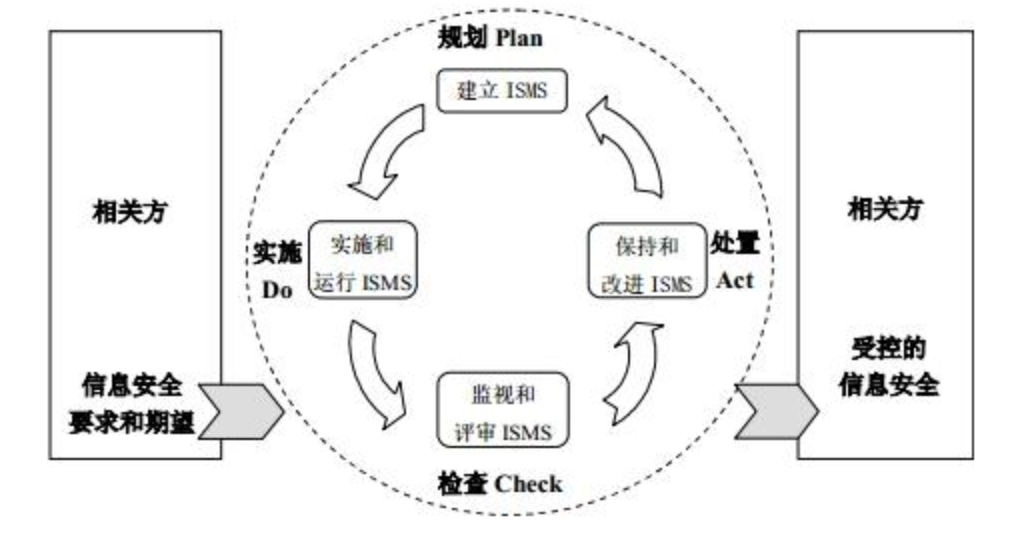 规划 Plan
建立 ISMS
相关方
信息安全
要求和期望
实施
Do
实施和
运行 ISMS
监视和
评审 ISMS
检查 Check
保持和
改进 ISMS
处置
Act
相关方
受控的
信息安全